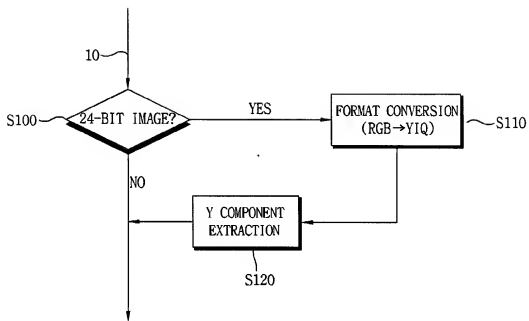 10
S100
24-BIT IMAGE?
YES
FORMAT CONVERSION
(RGB→YIQ)
S110
NO
Y COMPONENT
EXTRACTION
S120